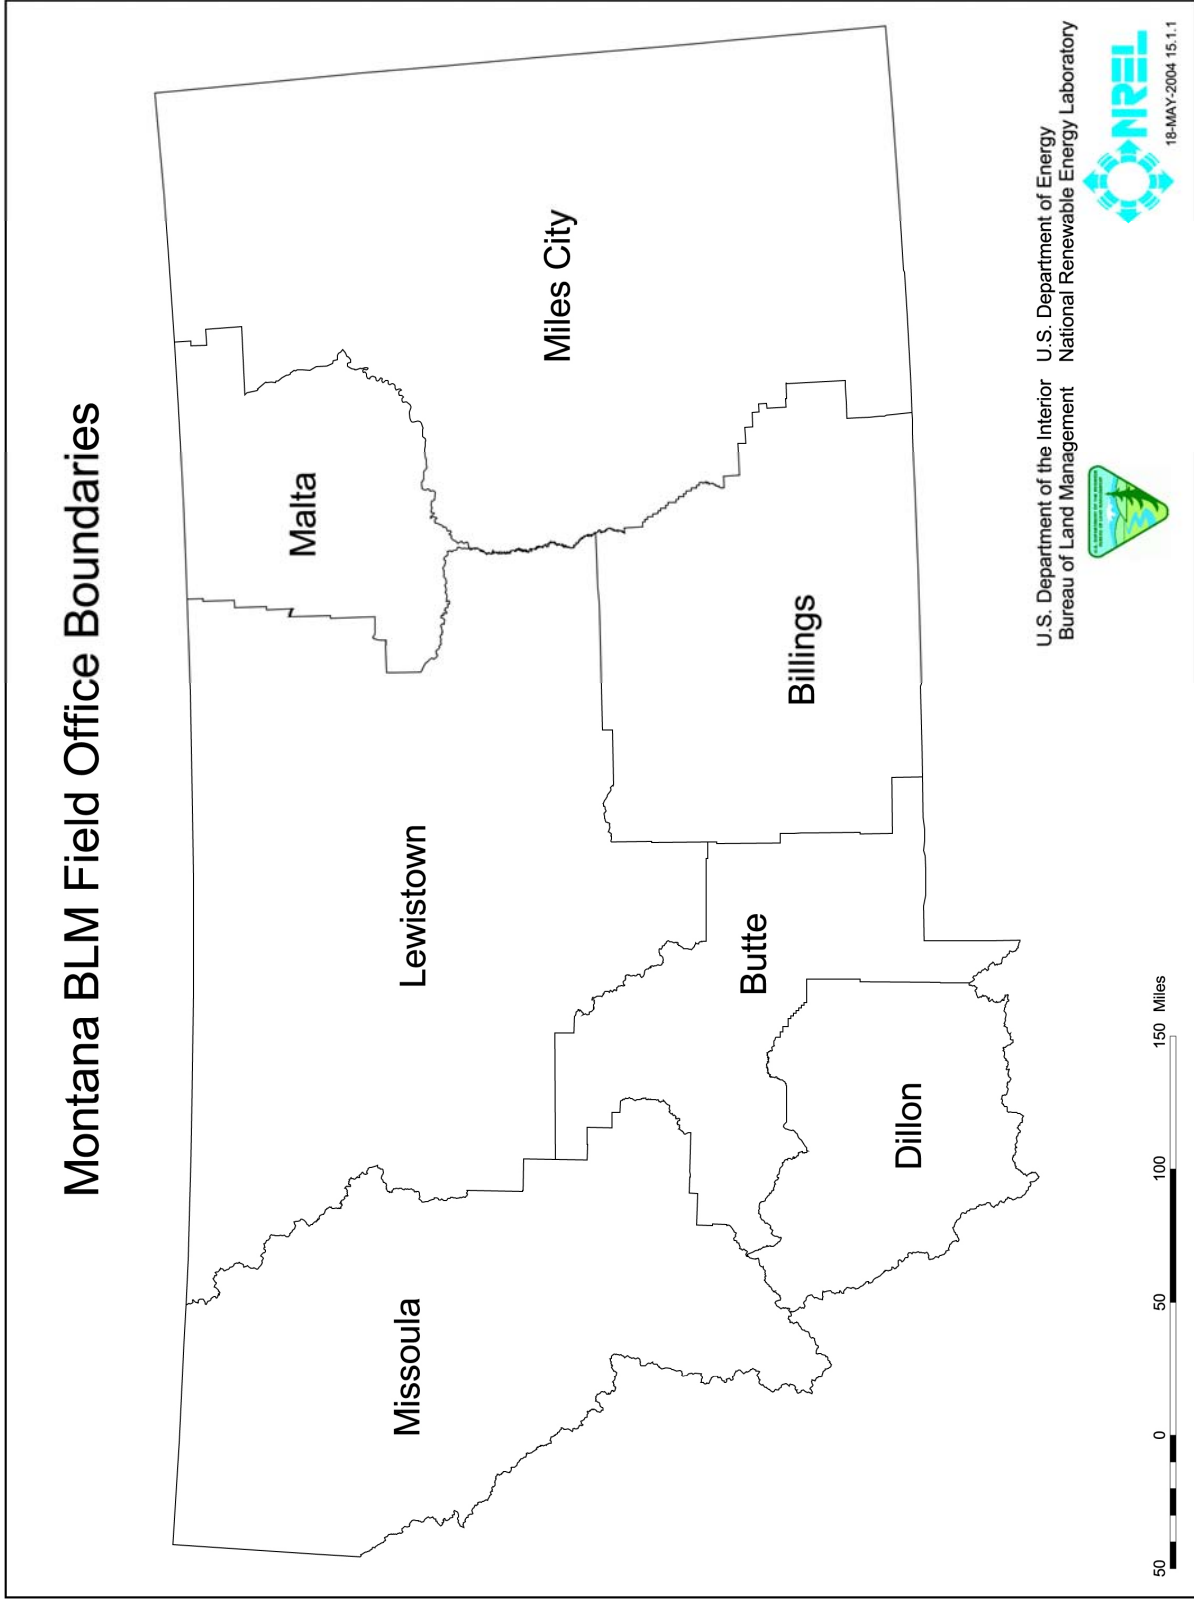 Montana BLM Field Office Boundaries
Malta
Miles City
Lewistown
Missoula
Billings
Butte
Dillon
U.S. Department of the Interior
Bureau of Land Management
U.S. Department of Energy
National Renewable Energy Laboratory
NREL
18-MAY-2004 15.1.1
50 0 50 100 150 Miles